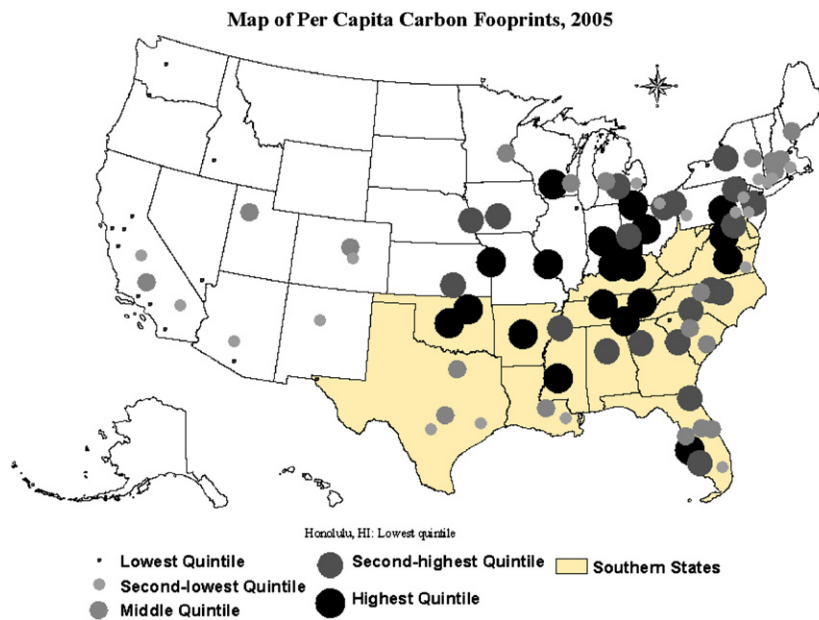 Map of Per Capita Carbon Fooprints, 2005
Honolulu, HI: Lowest quintile
Lowest Quintile
Second-lowest Quintile
Middle Quintile
Second-highest Quintile
Highest Quintile
Southern States